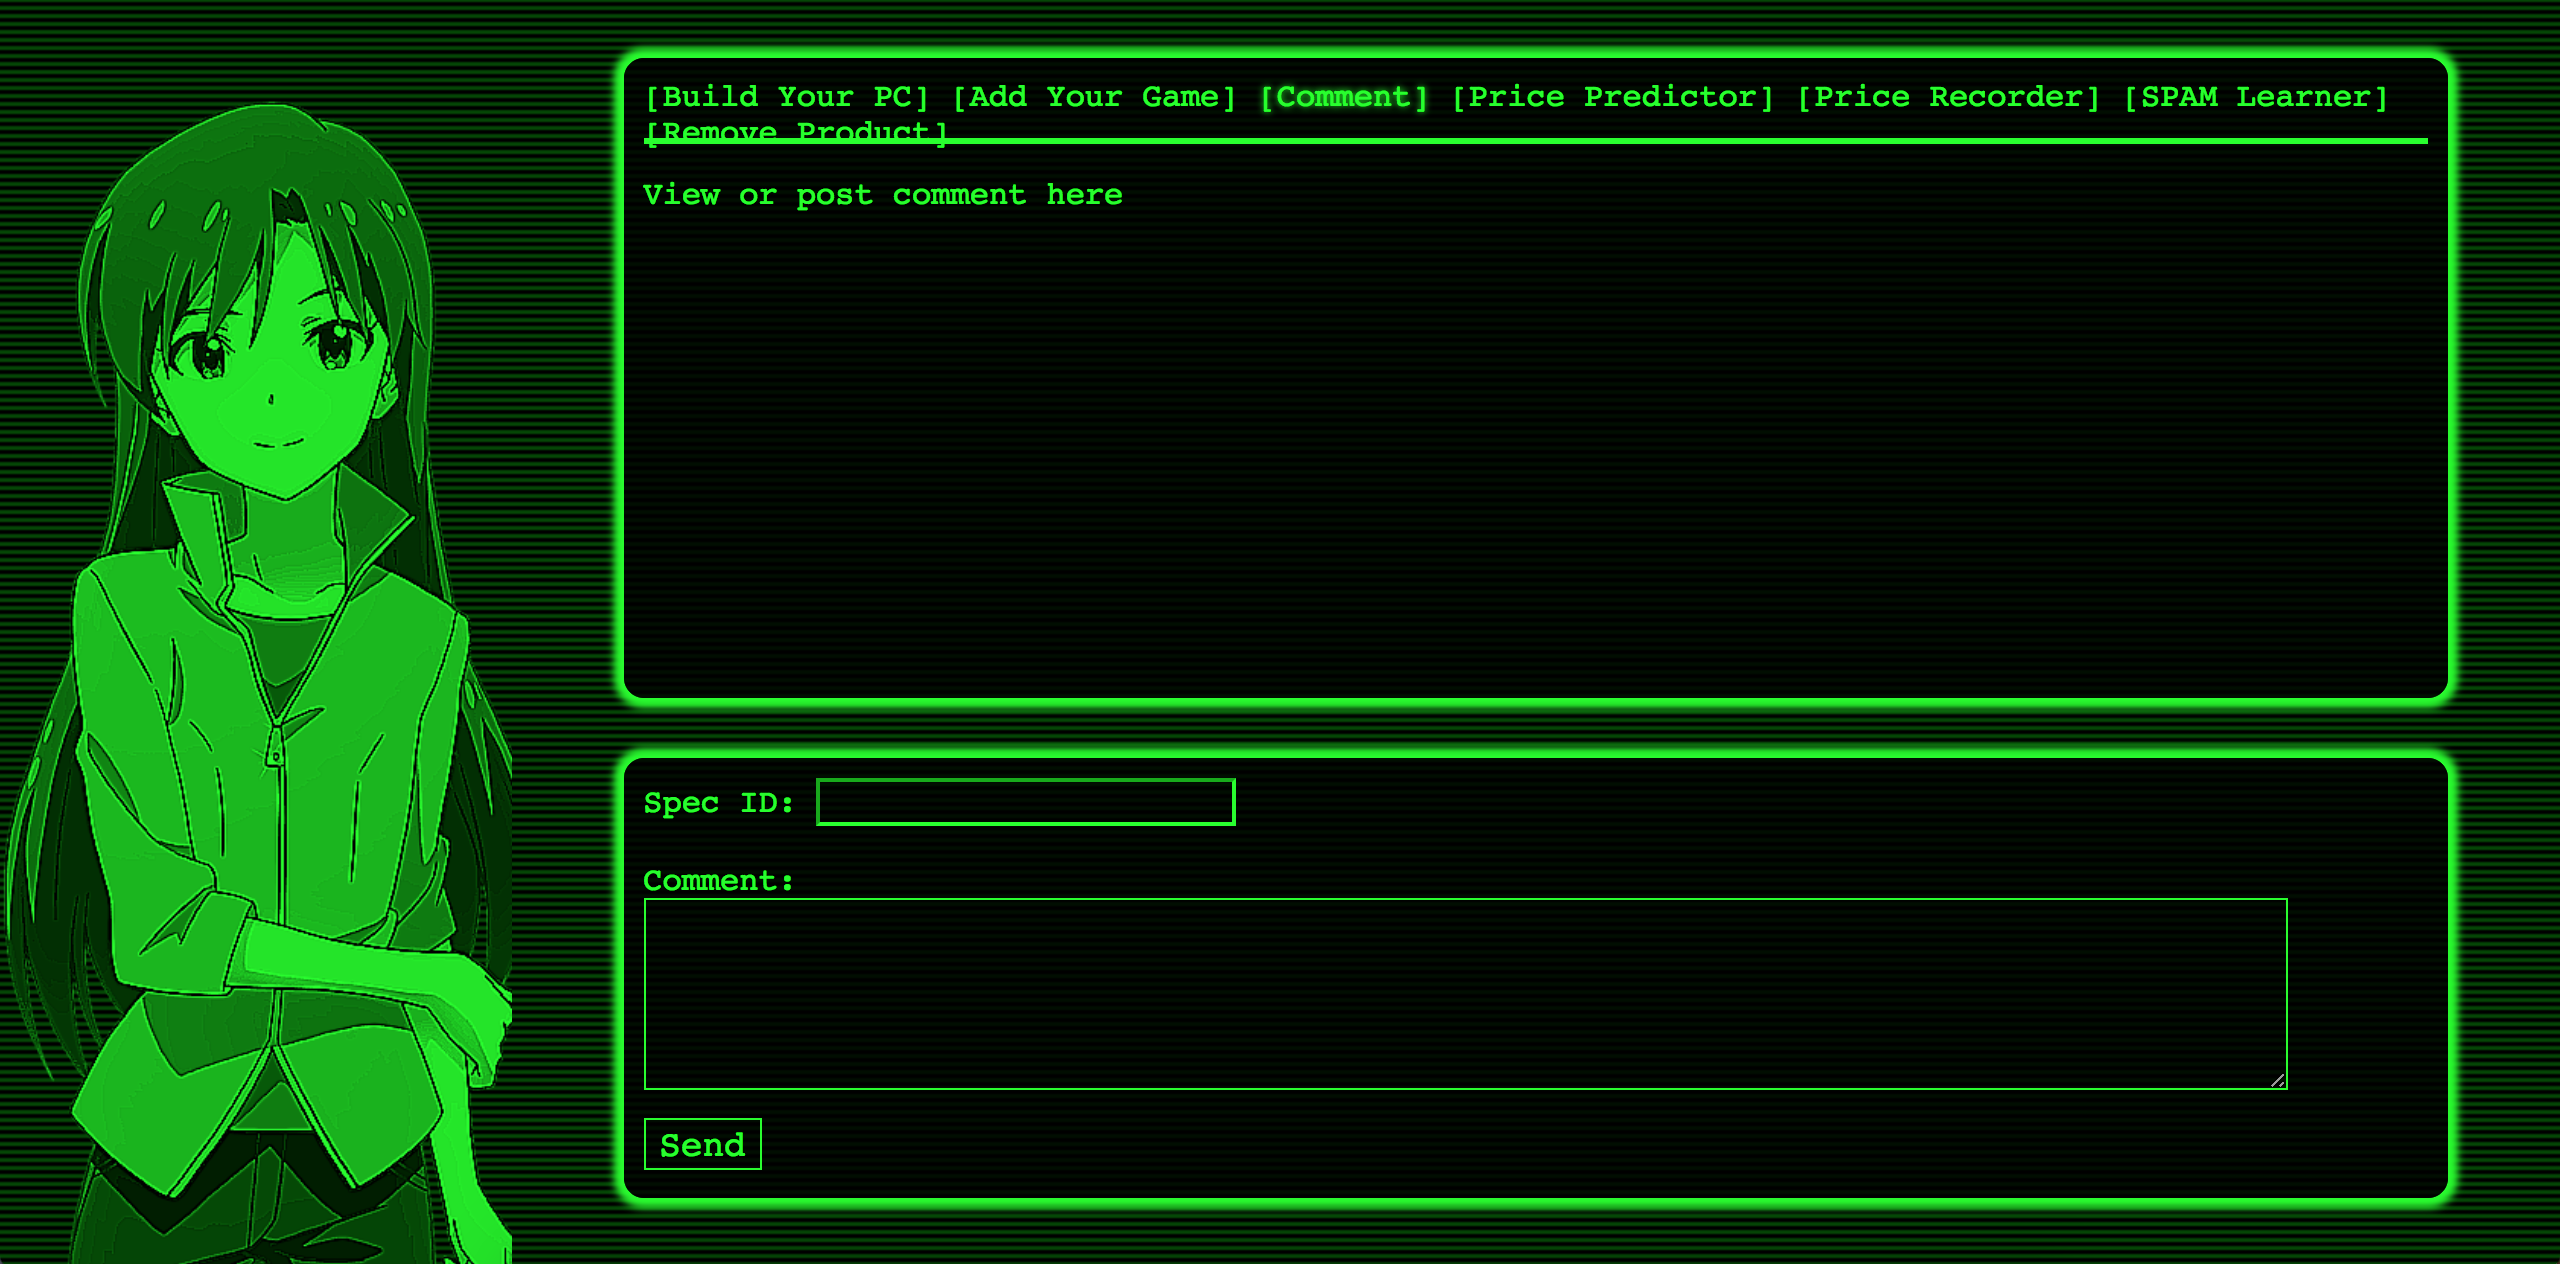 [Build Your PC] [Add Your Game] [Comment] [Price Predictor] [Price Recorder] [SPAM Learner]
[Remove Product]
View or post comment here
Spec ID:
Comment:
Send